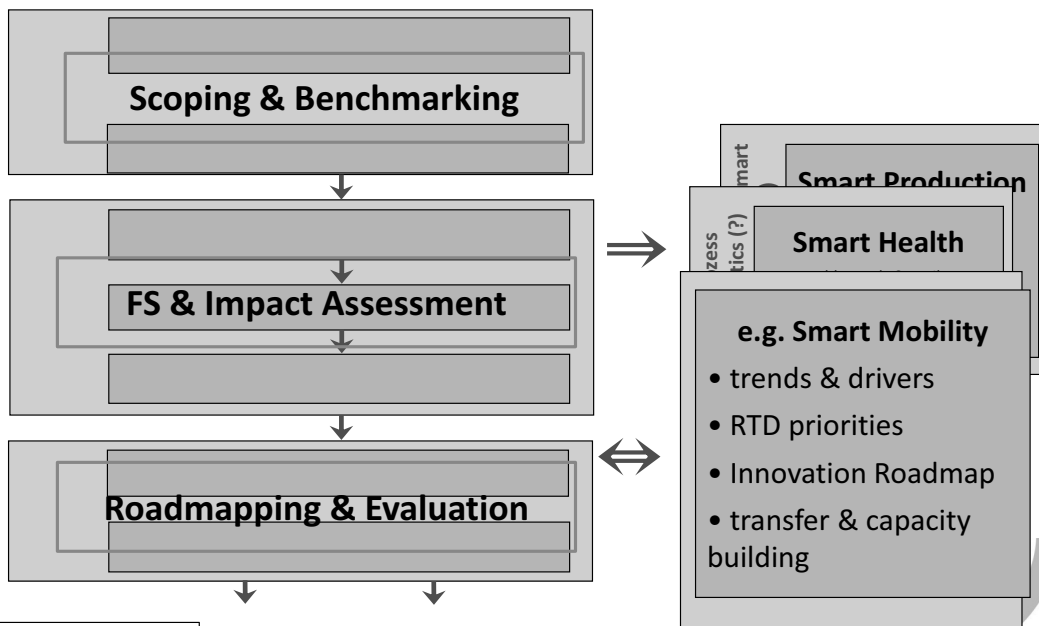 Scoping & Benchmarking
FS & Impact Assessment
Roadmapping & Evaluation
Smart Production
Smart Health
e.g. Smart Mobility
• trends & drivers
• RTD priorities
• Innovation Roadmap
• transfer & capacity
building